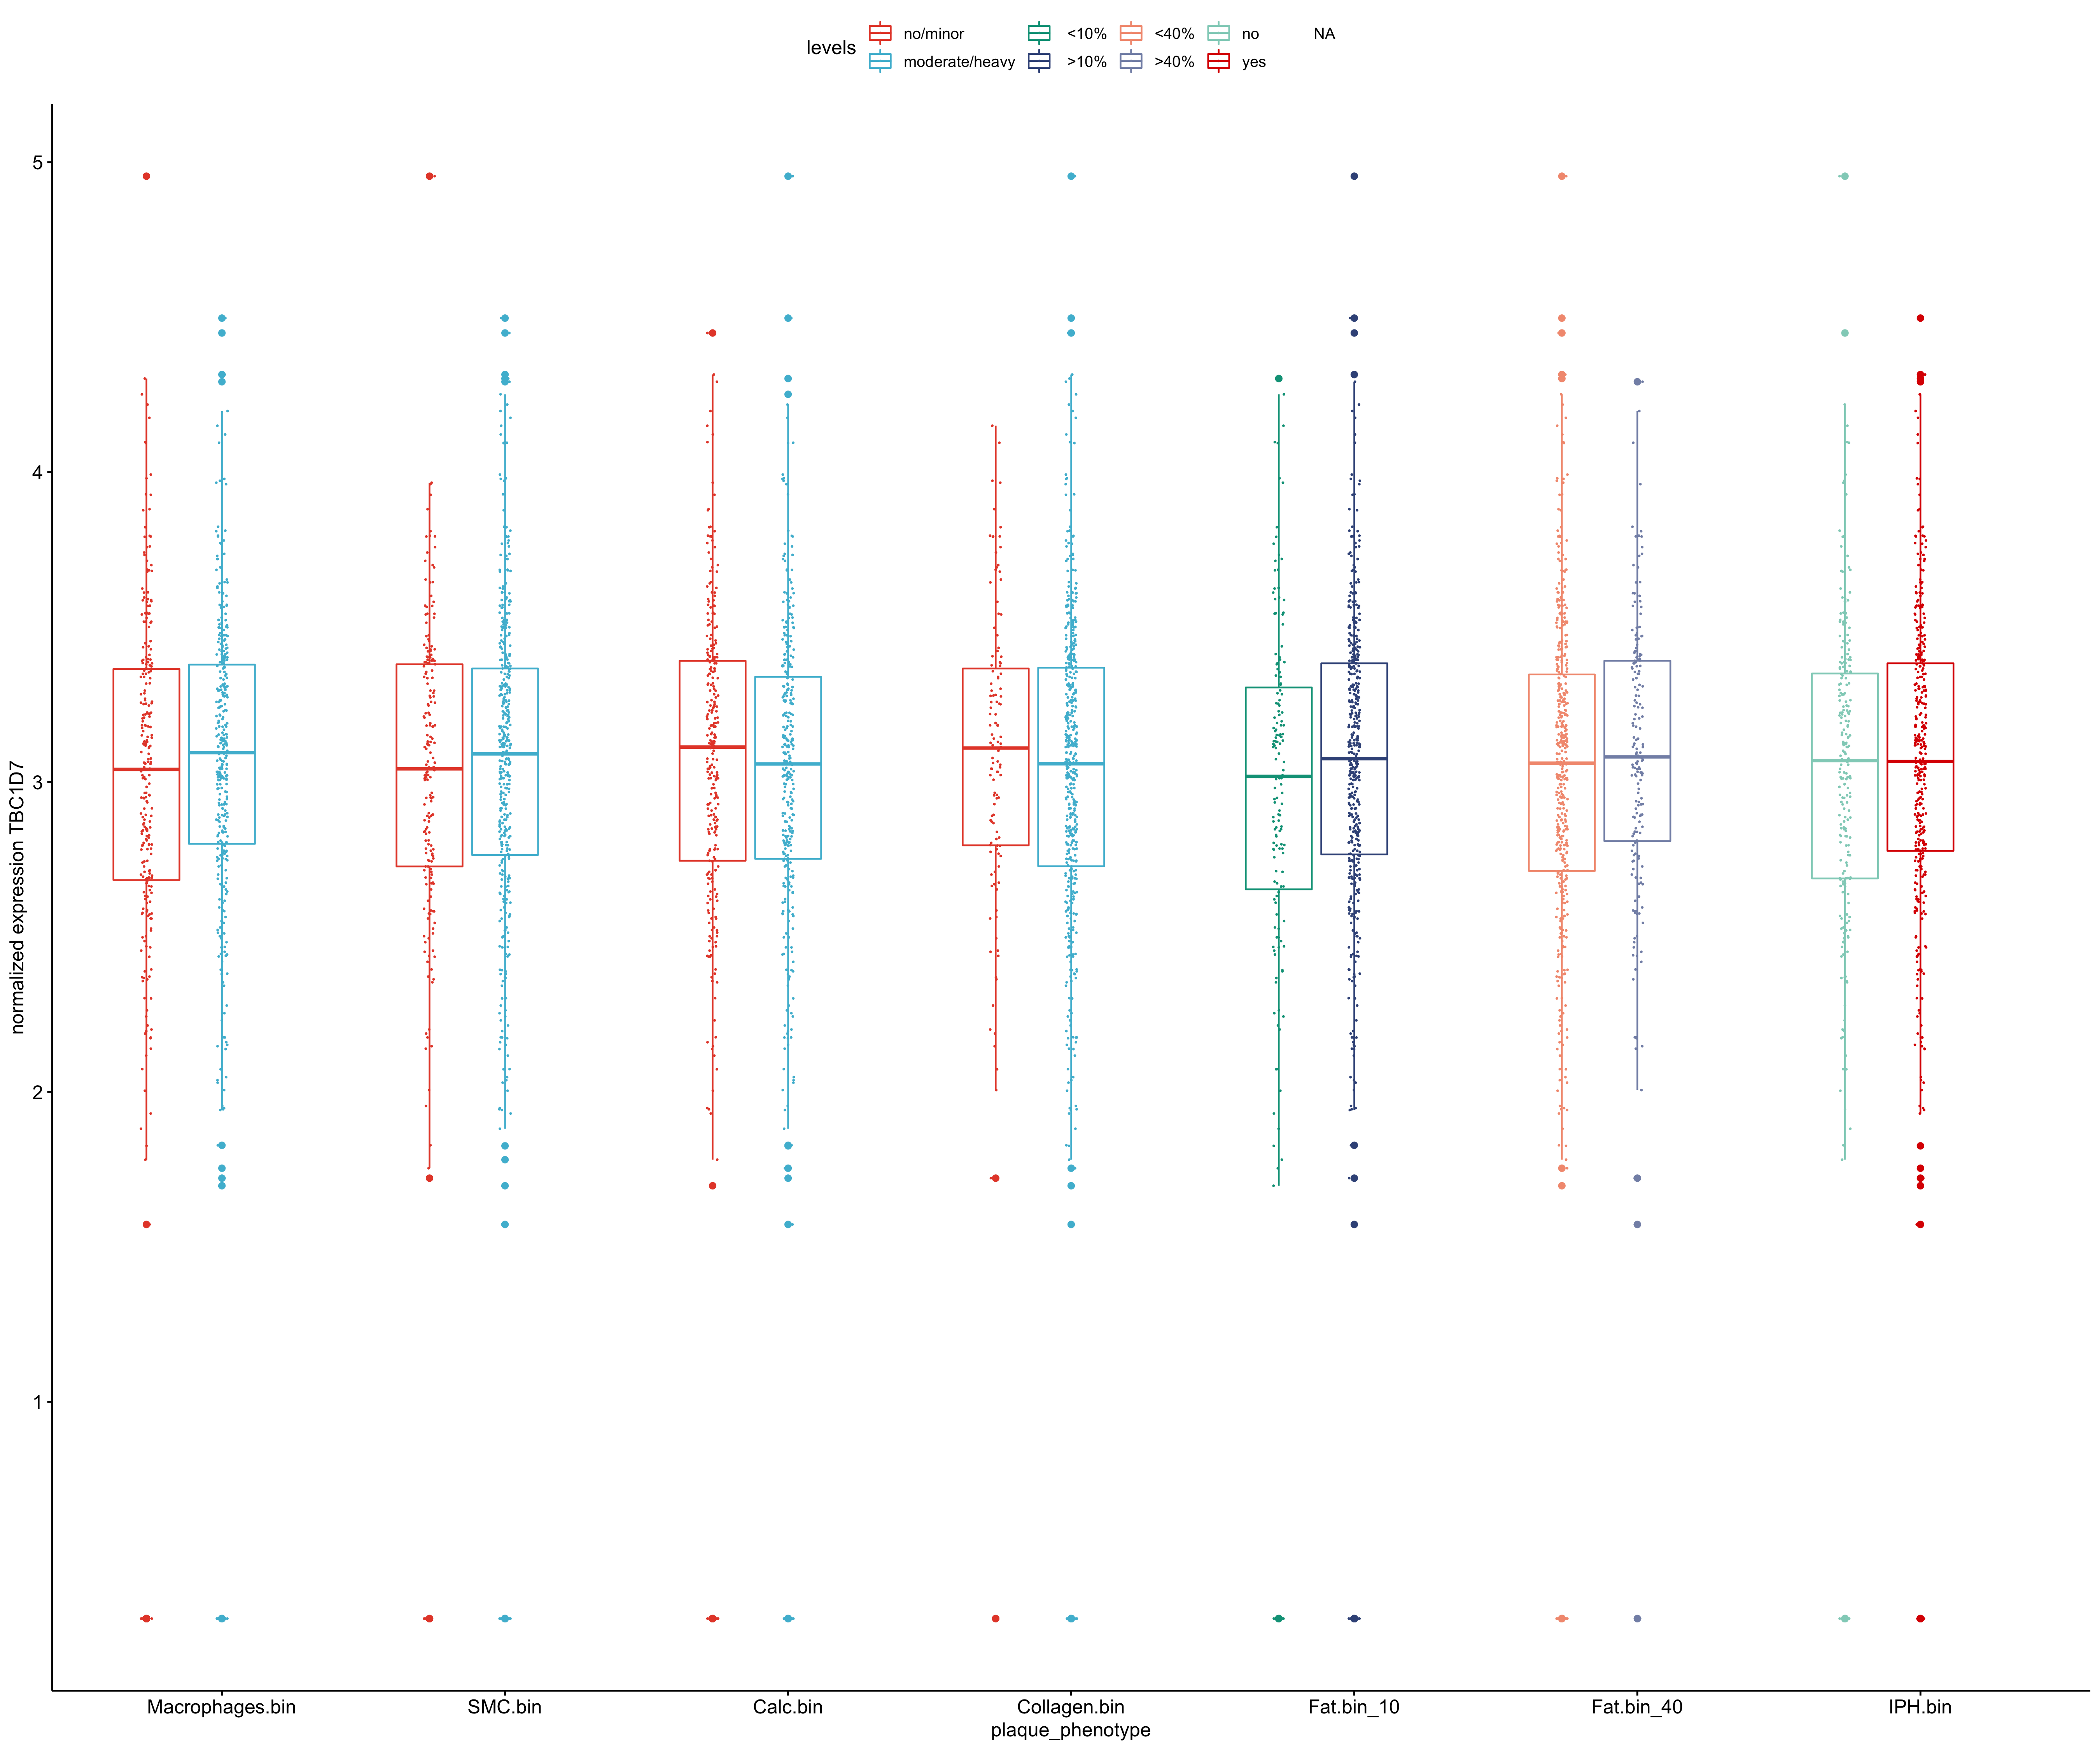 levels
no/minor
<10%
<40%
no
NA
moderate/heavy
>10%
>40%
yes
normalized expression TBC1D7
5
4
3
2
1
Macrophages.bin
SMC.bin
Calc.bin
Collagen.bin
Fat.bin_10
Fat.bin_40
IPH.bin
plaque_phenotype